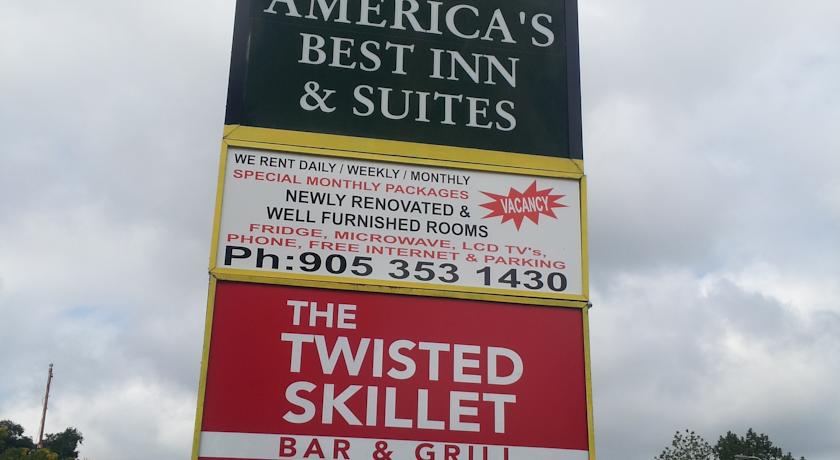 AMERICA'S
BEST INN
& SUITES
WE RENT DAILY / WEEKLY / MONTHLY
SPECIAL MONTHLY PACKAGES
VACANCY
NEWLY RENOVATED &
WELL FURNISHED ROOMS
FRIDGE, MICROWAVE, LCD TV's,
PHONE, FREE INTERNET & PARKING
Ph:905 353 1430
THE
TWISTED
SKILLET
BAR & GRILL